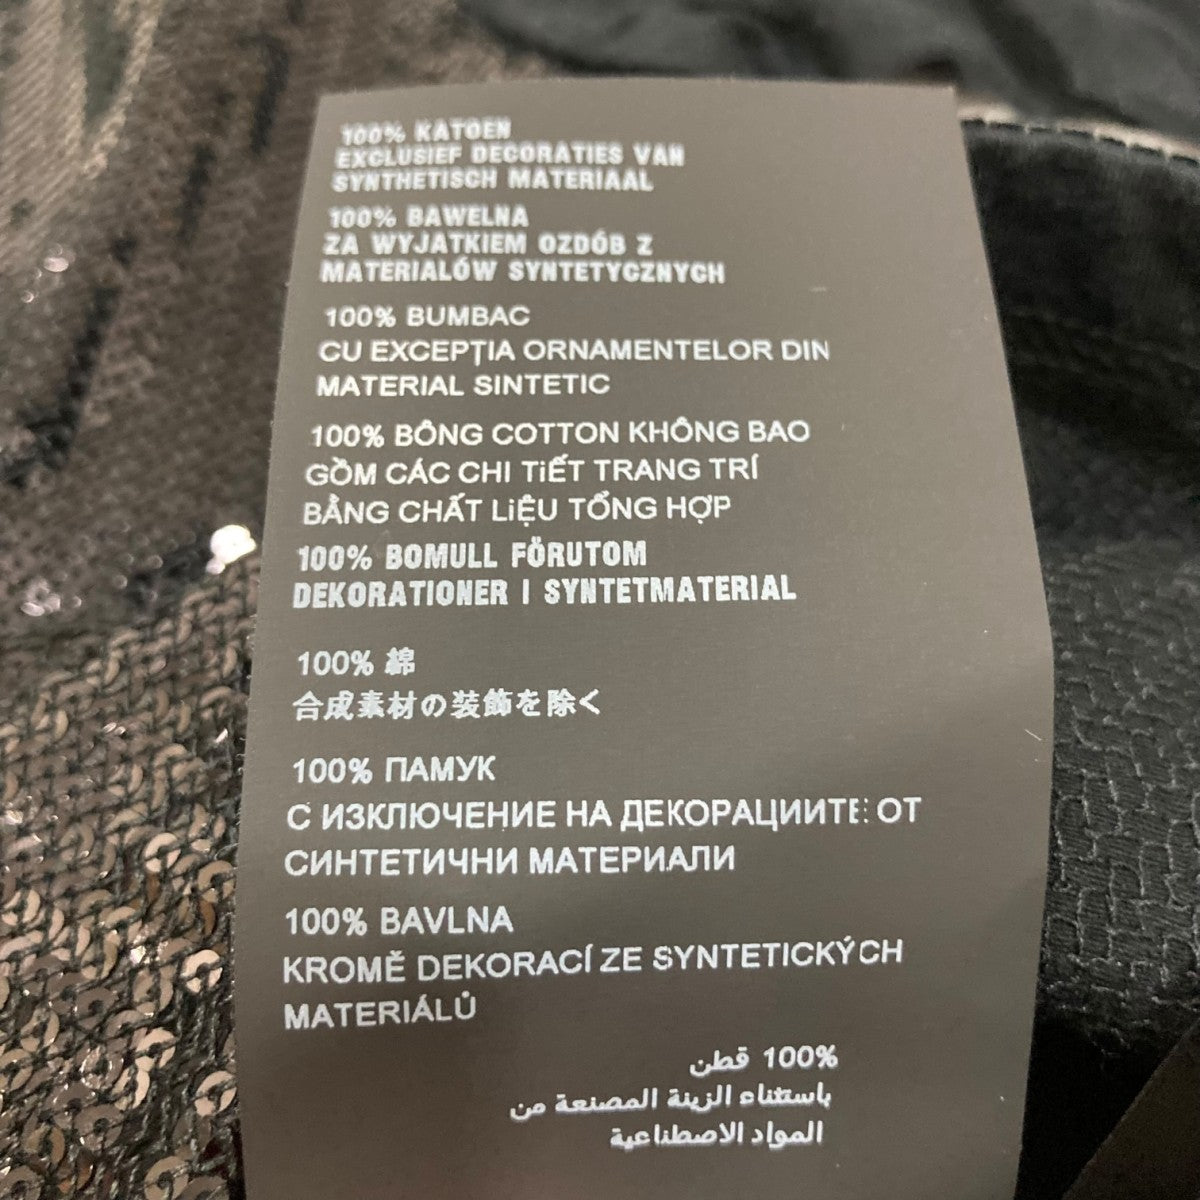 100% KATOEN
EXCLUSIEF DECORATIES VAN
SYNTHETISCH MATERIAAL
100% BAWELNA
ZA WYJATKIEM OZDÓB Z
MATERIALÓW SYNTETYCZNYCH
100% BUMBAC
CU EXCEPȚIA ORNAMENTELOR DIN
MATERIAL SINTETIC
100% BÔNG COTTON KHÔNG BAO
GỒM CÁC CHI TiẾT TRANG TRÍ
BẰNG CHẤT LiỆU TỔNG HỢP
100% BOMULL FÖRUTOM
DEKORATIONER I SYNTETMATERIAL
100% 綿
合成素材の装飾を除く
100% ПАМУК
С ИЗКЛЮЧЕНИЕ НА ДЕКОРАЦИИТЕ ОТ
СИНТЕТИЧНИ МАТЕРИАЛИ
100% BAVLNA
KROMĚ DEKORACÍ ZE SYNTETICKÝCH
MATERIÁLŮ
100% قطن
باستثناء الزينة المصنعة من
المواد الاصطناعية